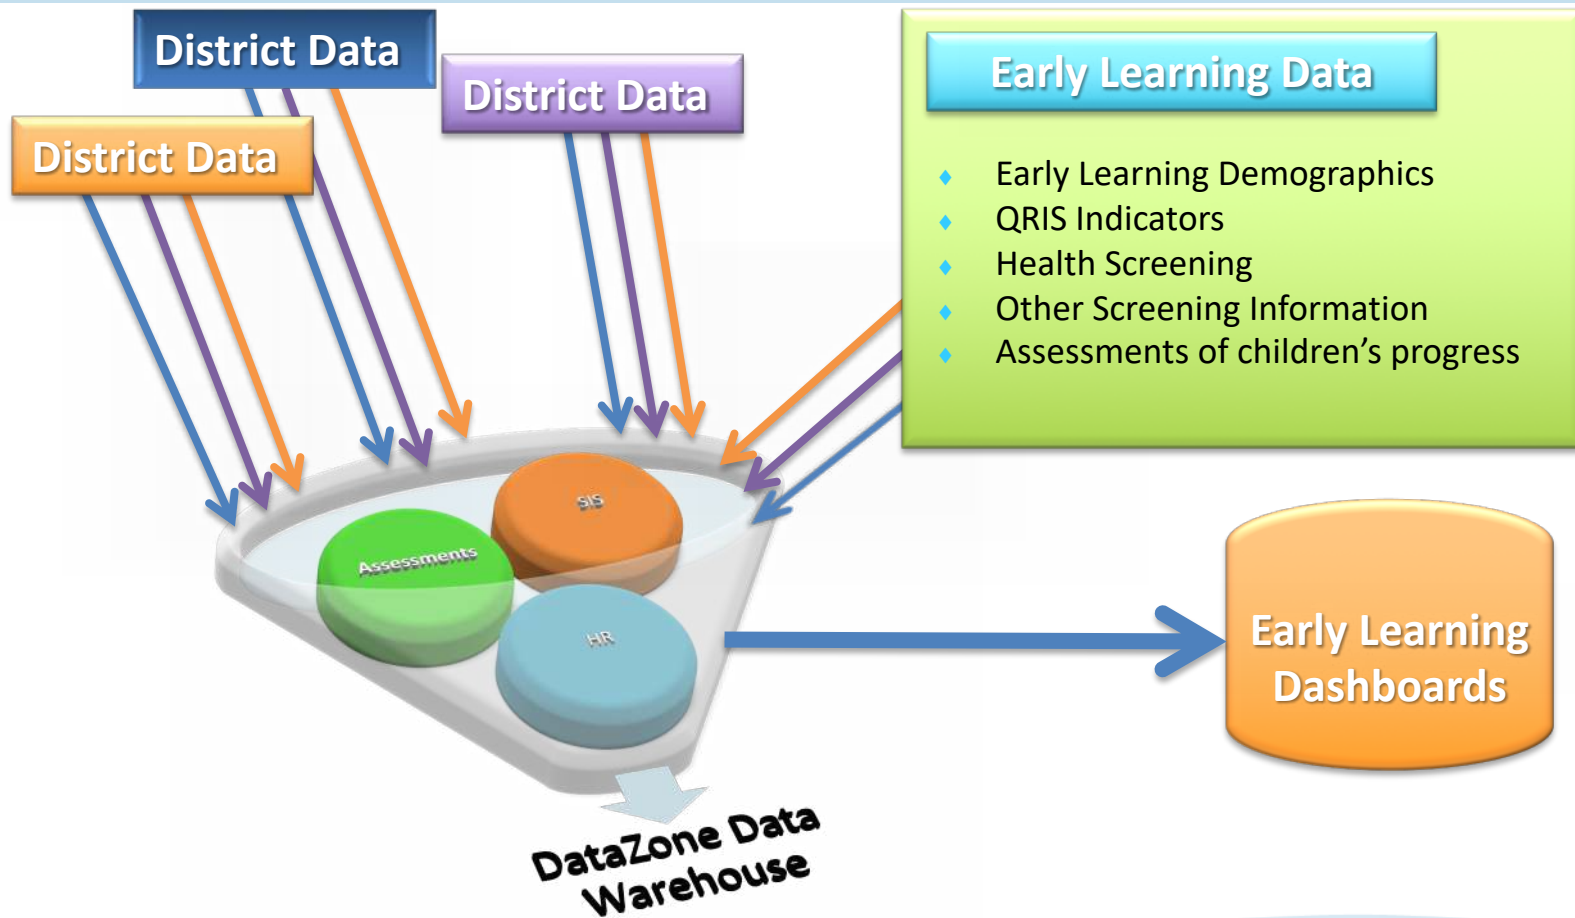 District Data
District Data
District Data
Early Learning Data
Early Learning Demographics
QRIS Indicators
Health Screening
Other Screening Information
Assessments of children’s progress
SIS
Assessments
HR
Early Learning
Dashboards
DataZone Data
Warehouse